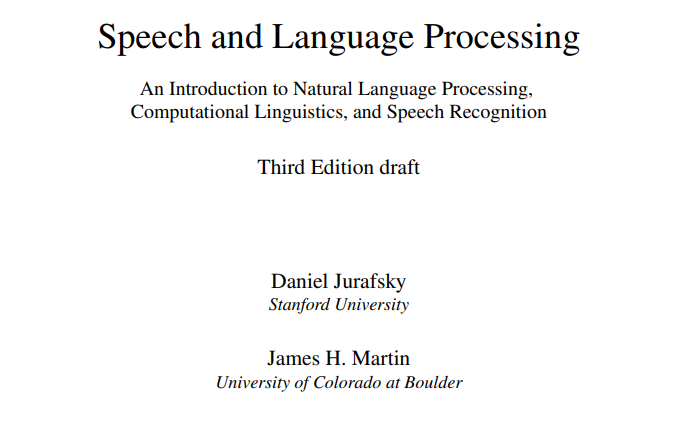 Speech and Language Processing
An Introduction to Natural Language Processing,
Computational Linguistics, and Speech Recognition
Third Edition draft
Daniel Jurafsky
Stanford University
James H. Martin
University of Colorado at Boulder